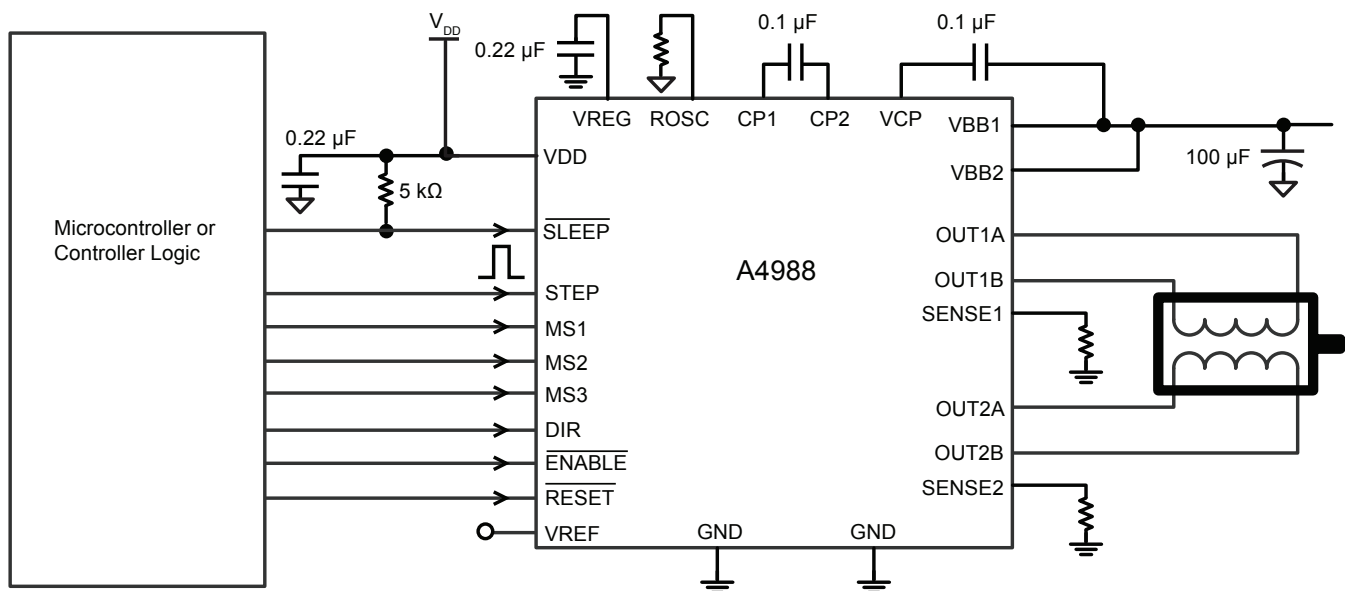 V_DD
0.22 µF
0.1 µF
0.1 µF
VREG
ROSC
CP1
CP2
VCP
0.22 µF
5 kΩ
Microcontroller or
Controller Logic
VDD
SLEEP
STEP
MS1
MS2
MS3
DIR
ENABLE
RESET
VREF
A4988
GND
GND
VBB1
VBB2
OUT1A
OUT1B
SENSE1
OUT2A
OUT2B
SENSE2
100 µF